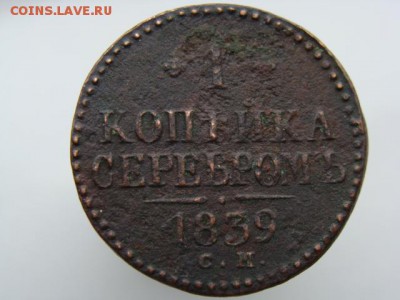 COINS.LAVE.RU
1
КОПѢЙКА
СЕРЕБРОМЪ
1839
С.М